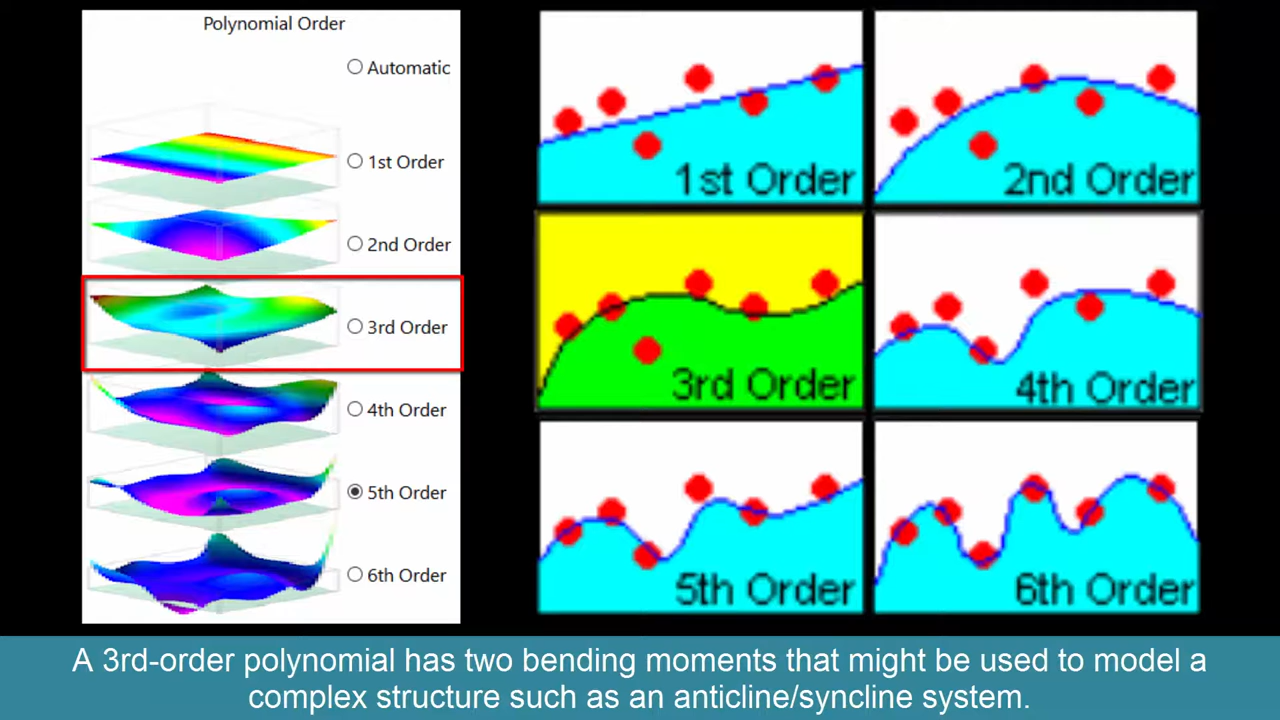 Polynomial Order
Automatic
1st Order
2nd Order
3rd Order
4th Order
5th Order
6th Order
1st Order
2nd Order
3rd Order
4th Order
5th Order
6th Order
A 3rd-order polynomial has two bending moments that might be used to model a
complex structure such as an anticline/syncline system.